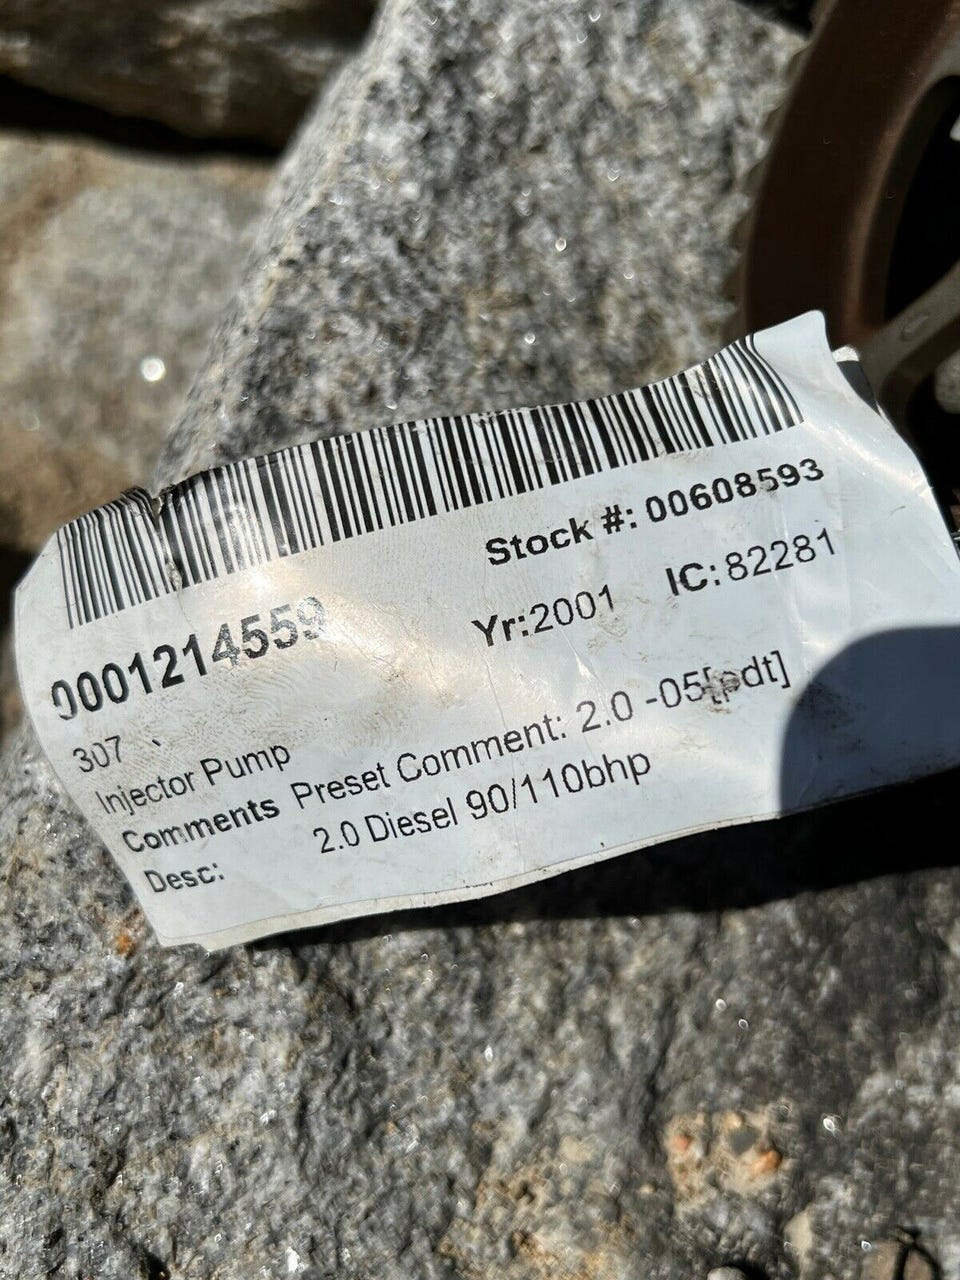 Stock #: 00608593
0001214559
Yr:2001 IC: 82281
307
Injector Pump
Comments Preset Comment: 2.0 -05[pdt]
Desc: 2.0 Diesel 90/110bhp